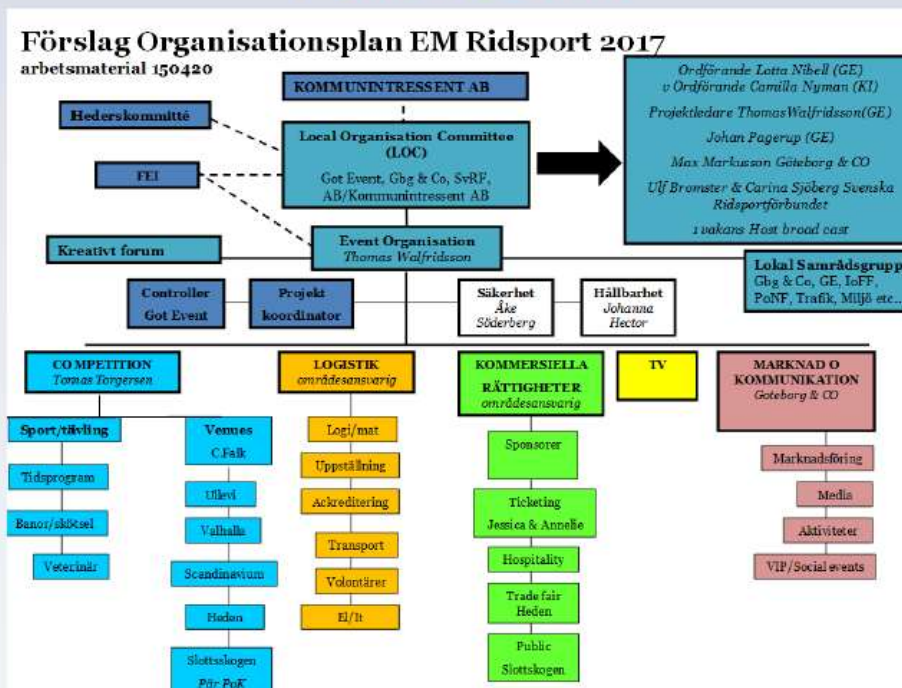 Förslag Organisationsplan EM Ridsport 2017
arbetsmaterial 150420
KOMMUNINTRESSENT AB
Hederskommitté
Local Organisation Committee
(LOC)
Got Event, Gbg & Co, SvRF,
AB/Kommunintressent AB
FEI
Ordförande Lotta Nibell (GE)
v Ordförande Camilla Nyman (KI)
Projektledare ThomasWalfridsson(GE)
Johan Pagerup (GE)
Max Markusson Göteborg & CO
Ulf Bromster & Carina Sjöberg Svenska
Ridsportförbundet
1 vakans Host broad cast
Kreativt forum
Event Organisation
Thomas Walfridsson
Lokal Samrådsgrupp
Gbg & Co, GE, IoFF,
PoNF, Trafik, Miljö etc...
Controller
Got Event
Projekt
koordinator
Säkerhet
Åke
Söderberg
Hållbarhet
Johanna
Hector
COMPETITION
Tomas Torgersen
Sport/tävling
Tidsprogram
Banor/skötsel
Veterinär
Venues
C.Falk
Ullevi
Valhalla
Scandinavium
Heden
Slottsskogen
Pär PoK
LOGISTIK
områdesansvarig
Logi/mat
Uppställning
Ackreditering
Transport
Volontärer
El/It
KOMMERSIELLA
RÄTTIGHETER
områdesansvarig
Sponsorer
Ticketing
Jessica & Annelie
Hospitality
Trade fair
Heden
Public
Slottskogen
TV
MARKNAD O
KOMMUNIKATION
Goteborg & CO
Marknadsföring
Media
Aktiviteter
VIP/Social events